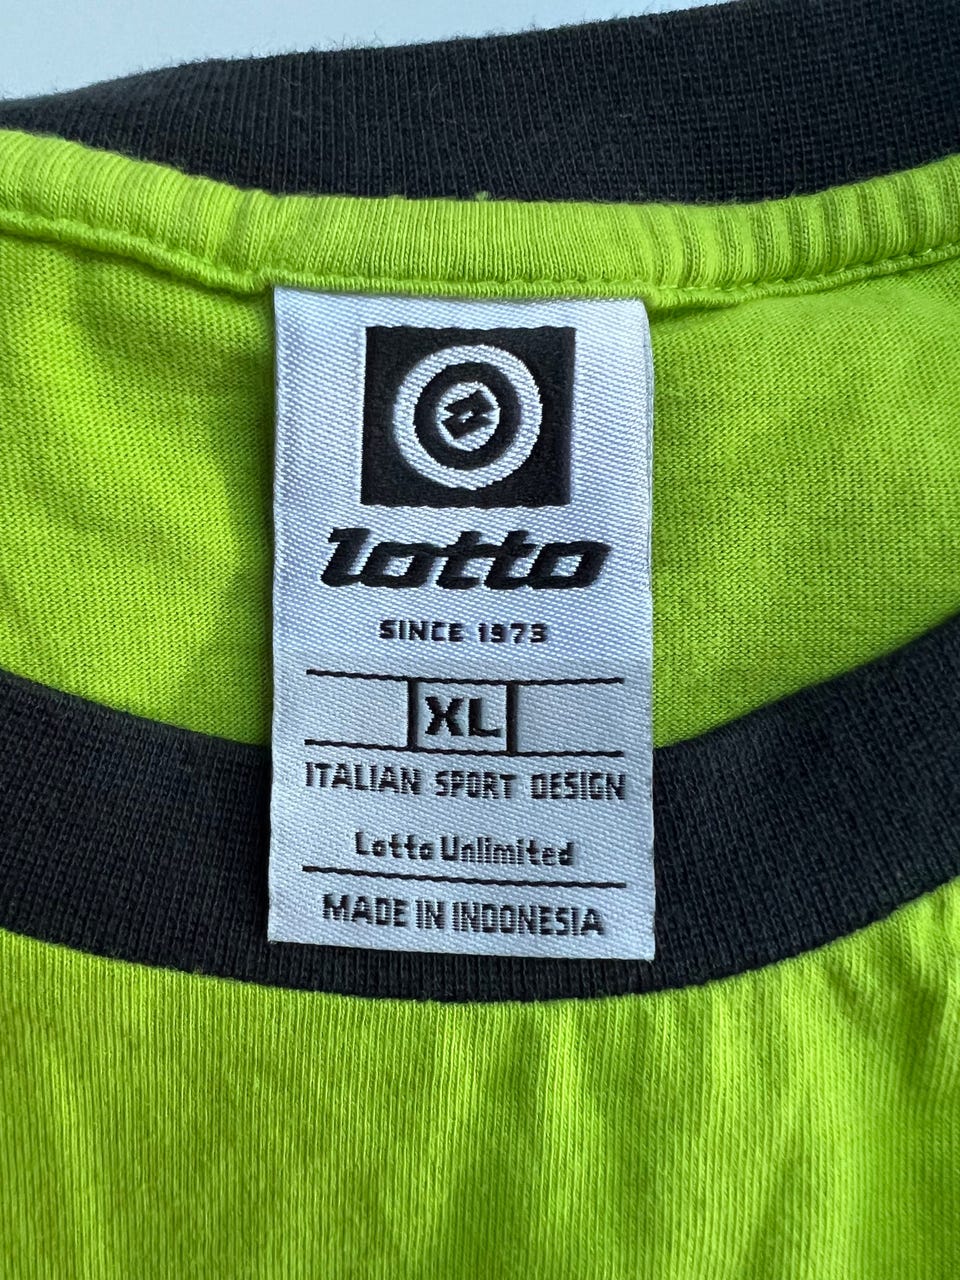 lotto
SINCE 1973
XL
ITALIAN SPORT DESIGN
Lotto Unlimited
MADE IN INDONESIA